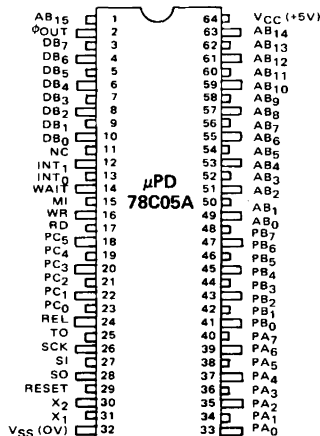 AB15 1 64 VCC (+5V)
φOUT 2 63 AB14
DB7 3 62 AB13
DB6 4 61 AB12
DB5 5 60 AB11
DB4 6 59 AB10
DB3 7 58 AB9
DB2 8 57 AB8
DB1 9 56 AB7
DB0 10 55 AB6
NC 11 54 AB5
INT1 12 53 AB4
INT0 13 52 AB3
WAIT 14 51 AB2
μPD
78C05A
MI 15 50 AB1
WR 16 49 AB0
RD 17 48 PB7
PC5 18 47 PB6
PC4 19 46 PB5
PC3 20 45 PB4
PC2 21 44 PB3
PC1 22 43 PB2
PC0 23 42 PB1
REL 24 41 PB0
TO 25 40 PA7
SCK 26 39 PA6
SI 27 38 PA5
SO 28 37 PA4
RESET 29 36 PA3
X2 30 35 PA2
X1 31 34 PA1
VSS (OV) 32 33 PA0